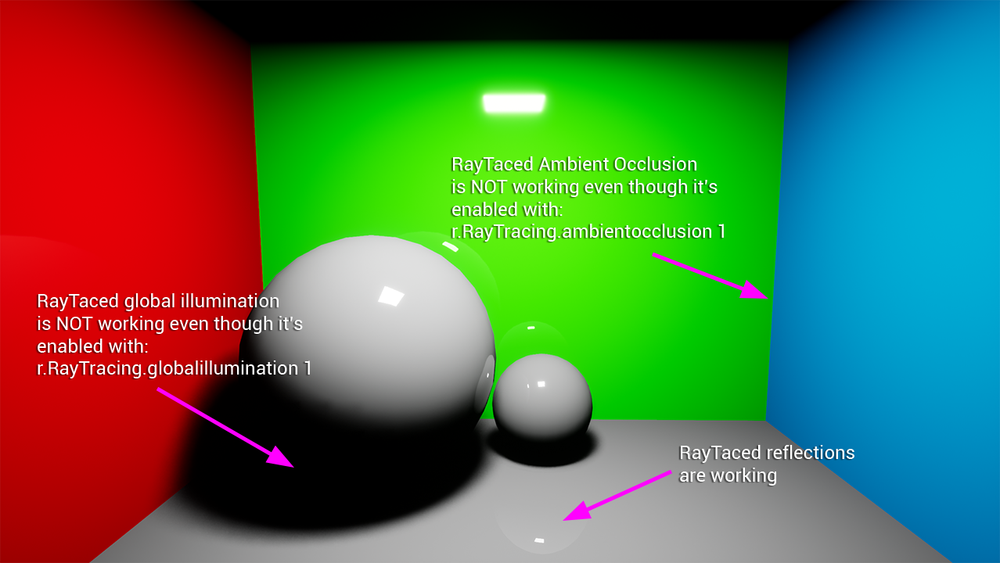 RayTaced Ambient Occlusion
is NOT working even though it's
enabled with:
r.RayTracing.ambientocclusion 1
RayTaced global illumination
is NOT working even though it's
enabled with:
r.RayTracing.globalillumination 1
RayTaced reflections
are working